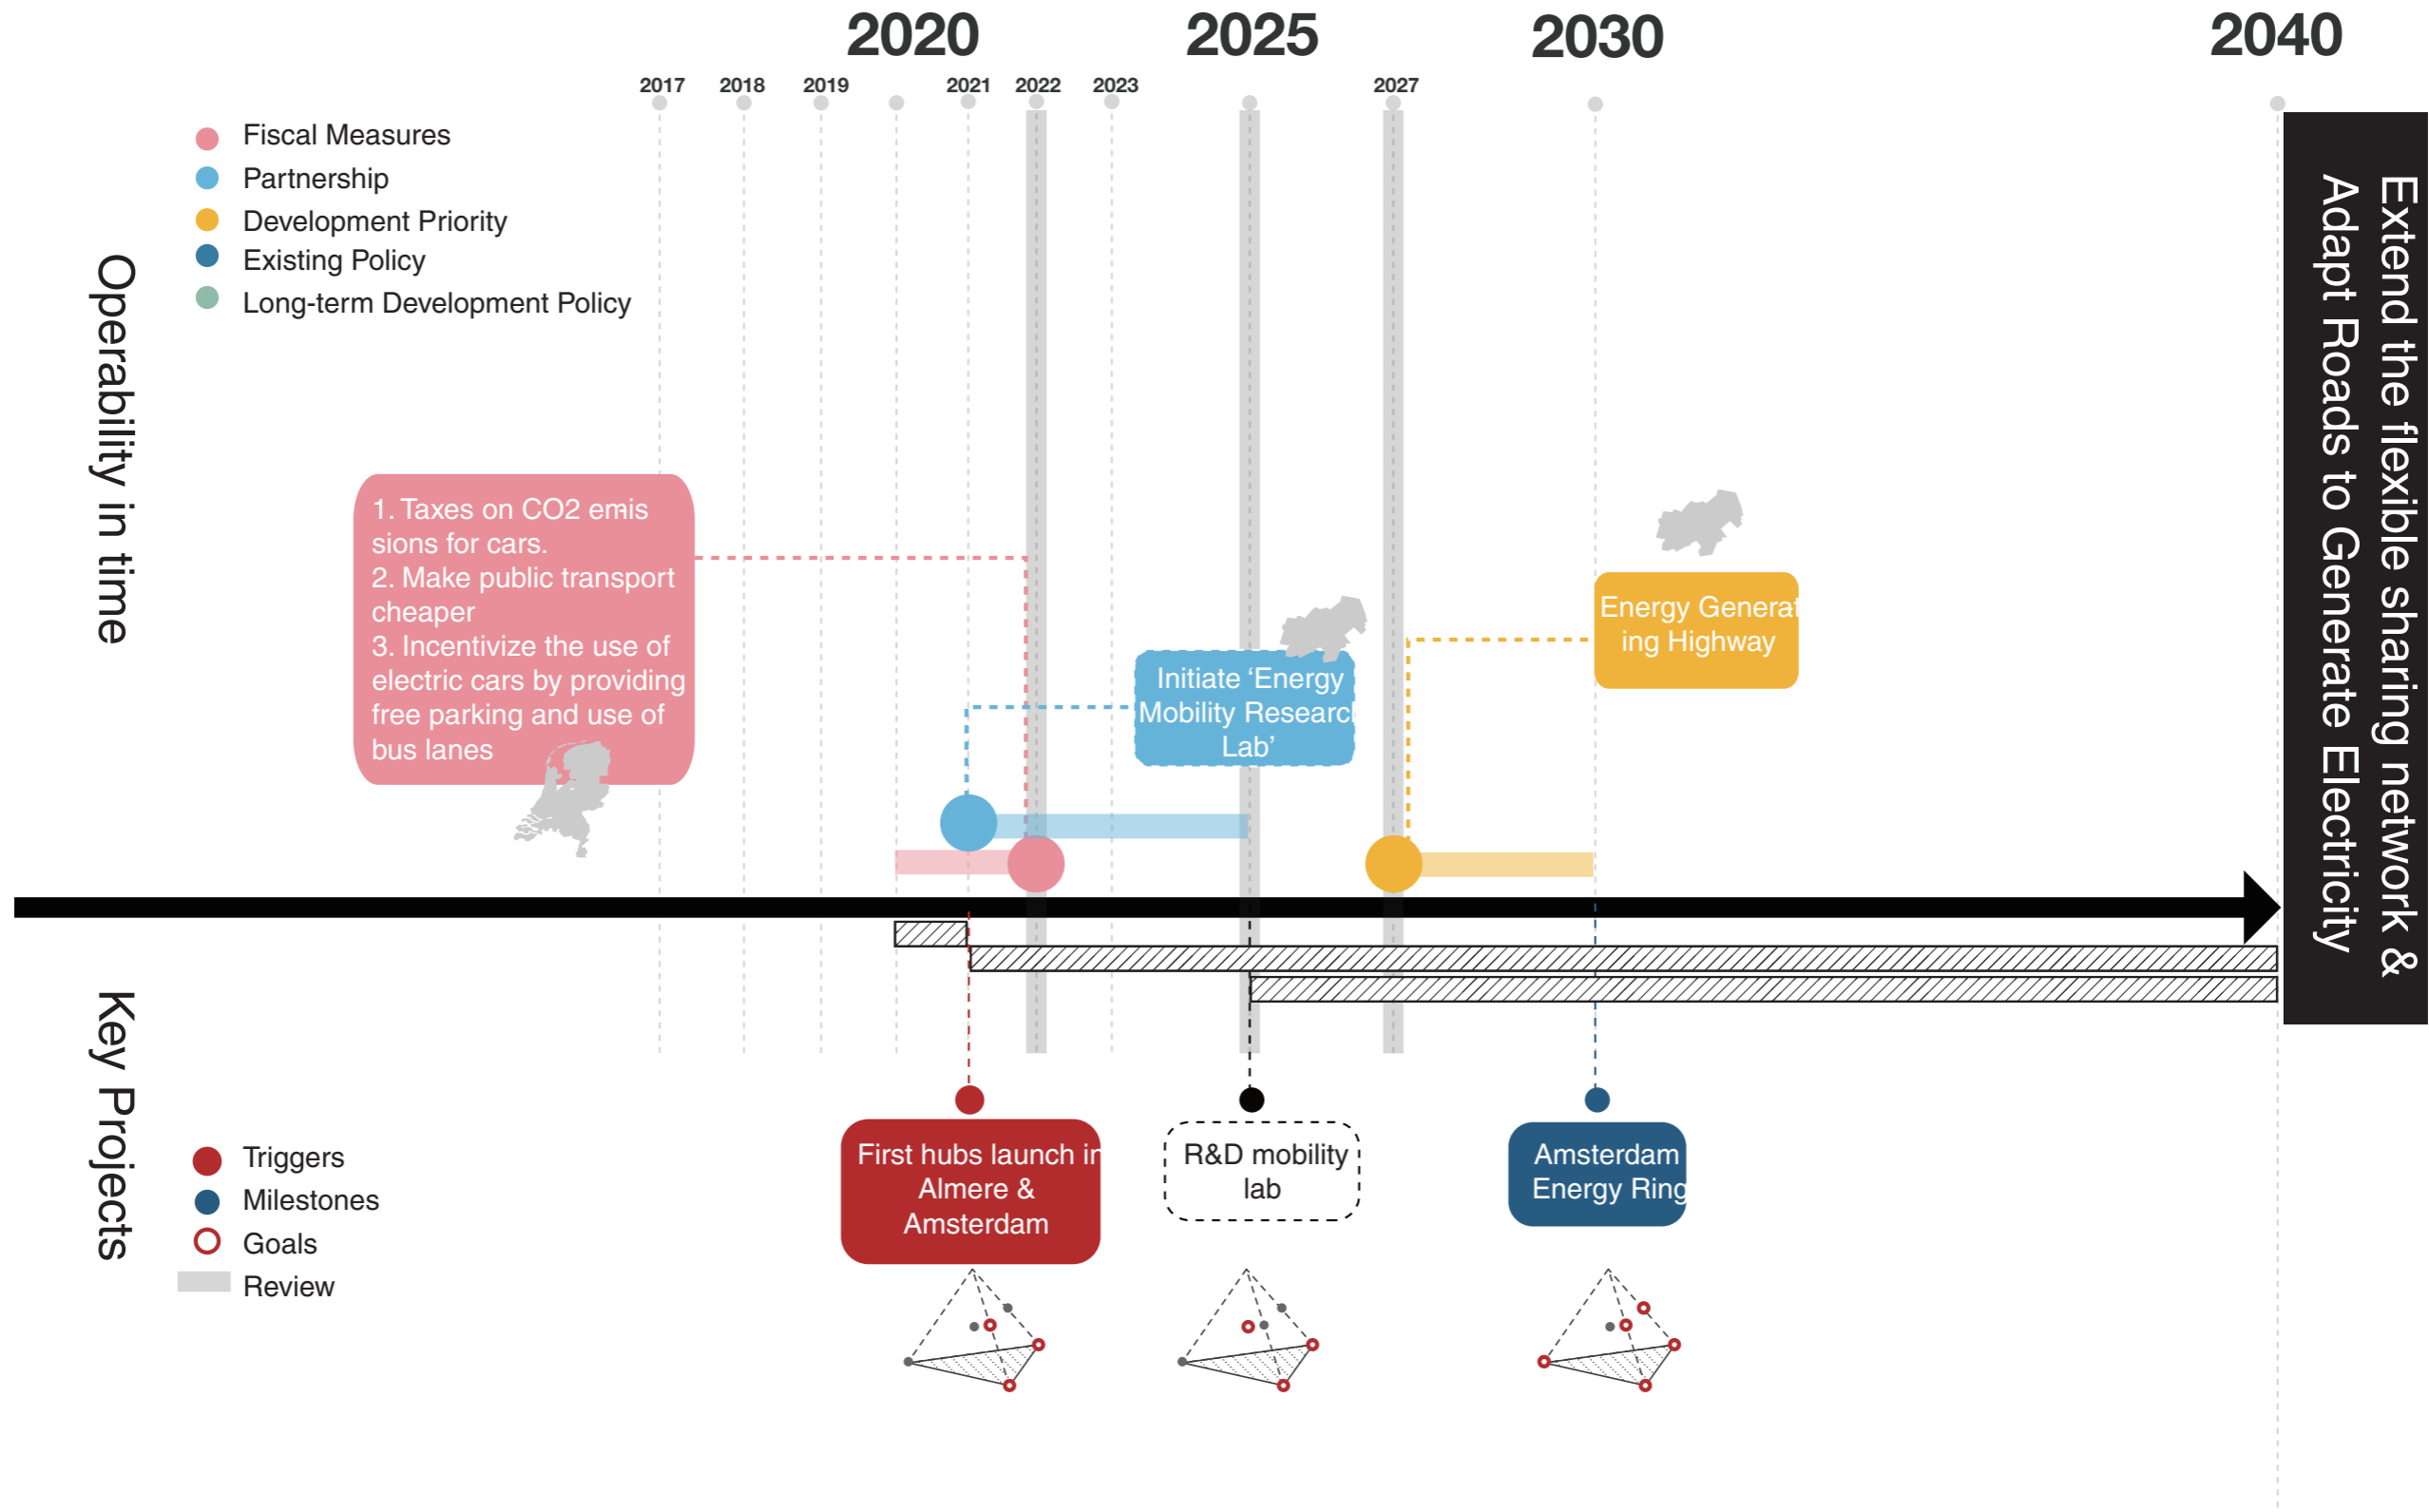 2020
2025
2030
2040
2017
2018
2019
2021
2022
2023
2027
Fiscal Measures
Partnership
Development Priority
Existing Policy
Long-term Development Policy
Operability in time
1. Taxes on CO2 emis-
sions for cars.
2. Make public transport
cheaper
3. Incentivize the use of
electric cars by providing
free parking and use of
bus lanes
Initiate ‘Energy
Mobility Research
Lab’
Energy Generat-
ing Highway
Extend the flexible sharing network &
Adapt Roads to Generate Electricity
Key Projects
Triggers
Milestones
Goals
Review
First hubs launch in
Almere &
Amsterdam
R&D mobility
lab
Amsterdam
Energy Ring